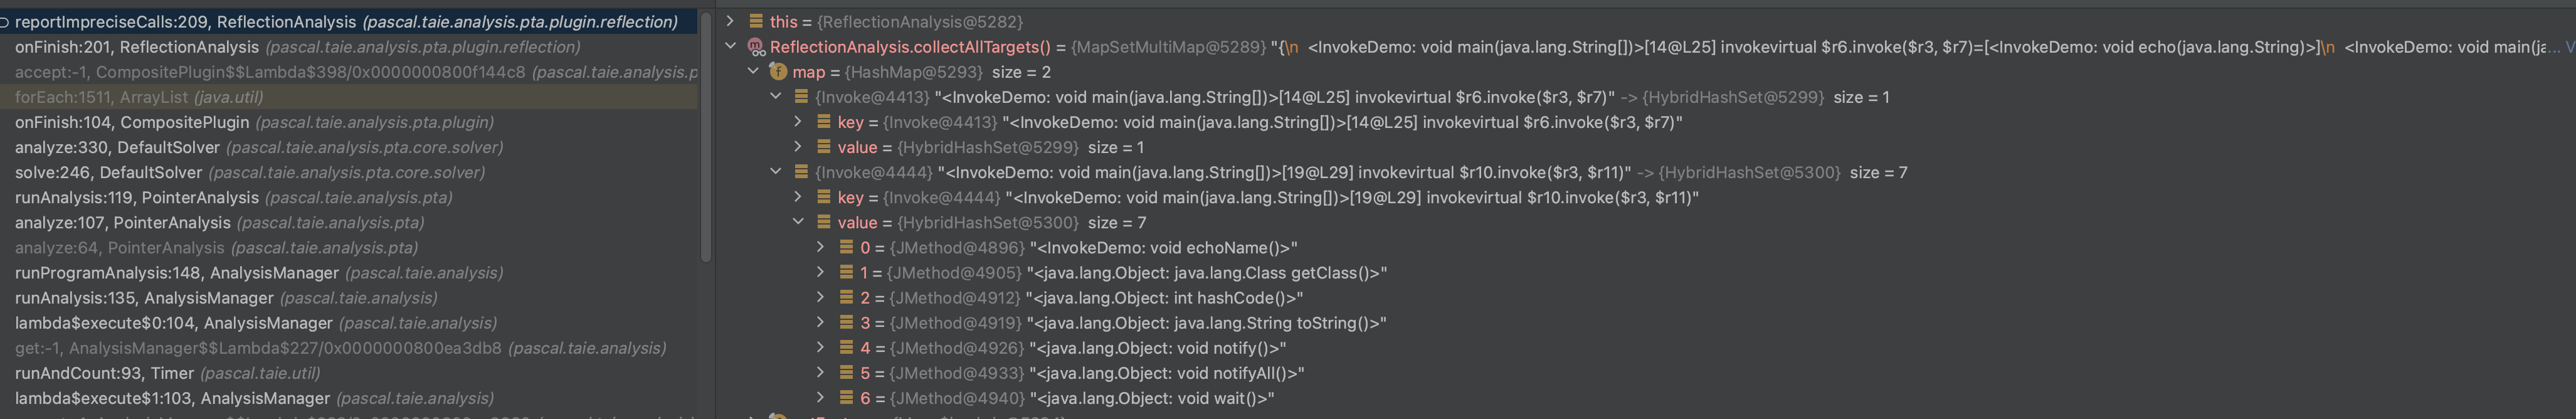 reportImpreciseCalls:209, ReflectionAnalysis (pascal.taie.analysis.pta.plugin.reflection)
onFinish:201, ReflectionAnalysis (pascal.taie.analysis.pta.plugin.reflection)
accept:-1, CompositePlugin$$Lambda$398/0x0000000800f144c8 (pascal.taie.analysis.p
forEach:1511, ArrayList (java.util)
onFinish:104, CompositePlugin (pascal.taie.analysis.pta.plugin)
analyze:330, DefaultSolver (pascal.taie.analysis.pta.core.solver)
solve:246, DefaultSolver (pascal.taie.analysis.pta.core.solver)
runAnalysis:119, PointerAnalysis (pascal.taie.analysis.pta)
analyze:107, PointerAnalysis (pascal.taie.analysis.pta)
analyze:64, PointerAnalysis (pascal.taie.analysis.pta)
runProgramAnalysis:148, AnalysisManager (pascal.taie.analysis)
runAnalysis:135, AnalysisManager (pascal.taie.analysis)
lambda$execute$0:104, AnalysisManager (pascal.taie.analysis)
get:-1, AnalysisManager$$Lambda$227/0x0000000800ea3db8 (pascal.taie.analysis)
runAndCount:93, Timer (pascal.taie.util)
lambda$execute$1:103, AnalysisManager (pascal.taie.analysis)
this = {ReflectionAnalysis@5282}
ReflectionAnalysis.collectAllTargets() = {MapSetMultiMap@5289} "{\n <InvokeDemo: void main(java.lang.String[])>[14@L25] invokevirtual $r6.invoke($r3, $r7)=[<InvokeDemo: void echo(java.lang.String)>]\n <InvokeDemo: void main(ja... V
map = {HashMap@5293} size = 2
{Invoke@4413} "<InvokeDemo: void main(java.lang.String[])>[14@L25] invokevirtual $r6.invoke($r3, $r7)" -> {HybridHashSet@5299} size = 1
key = {Invoke@4413} "<InvokeDemo: void main(java.lang.String[])>[14@L25] invokevirtual $r6.invoke($r3, $r7)"
value = {HybridHashSet@5299} size = 1
{Invoke@4444} "<InvokeDemo: void main(java.lang.String[])>[19@L29] invokevirtual $r10.invoke($r3, $r11)" -> {HybridHashSet@5300} size = 7
key = {Invoke@4444} "<InvokeDemo: void main(java.lang.String[])>[19@L29] invokevirtual $r10.invoke($r3, $r11)"
value = {HybridHashSet@5300} size = 7
0 = {JMethod@4896} "<InvokeDemo: void echoName()>"
1 = {JMethod@4905} "<java.lang.Object: java.lang.Class getClass()>"
2 = {JMethod@4912} "<java.lang.Object: int hashCode()>"
3 = {JMethod@4919} "<java.lang.Object: java.lang.String toString()>"
4 = {JMethod@4926} "<java.lang.Object: void notify()>"
5 = {JMethod@4933} "<java.lang.Object: void notifyAll()>"
6 = {JMethod@4940} "<java.lang.Object: void wait()>"